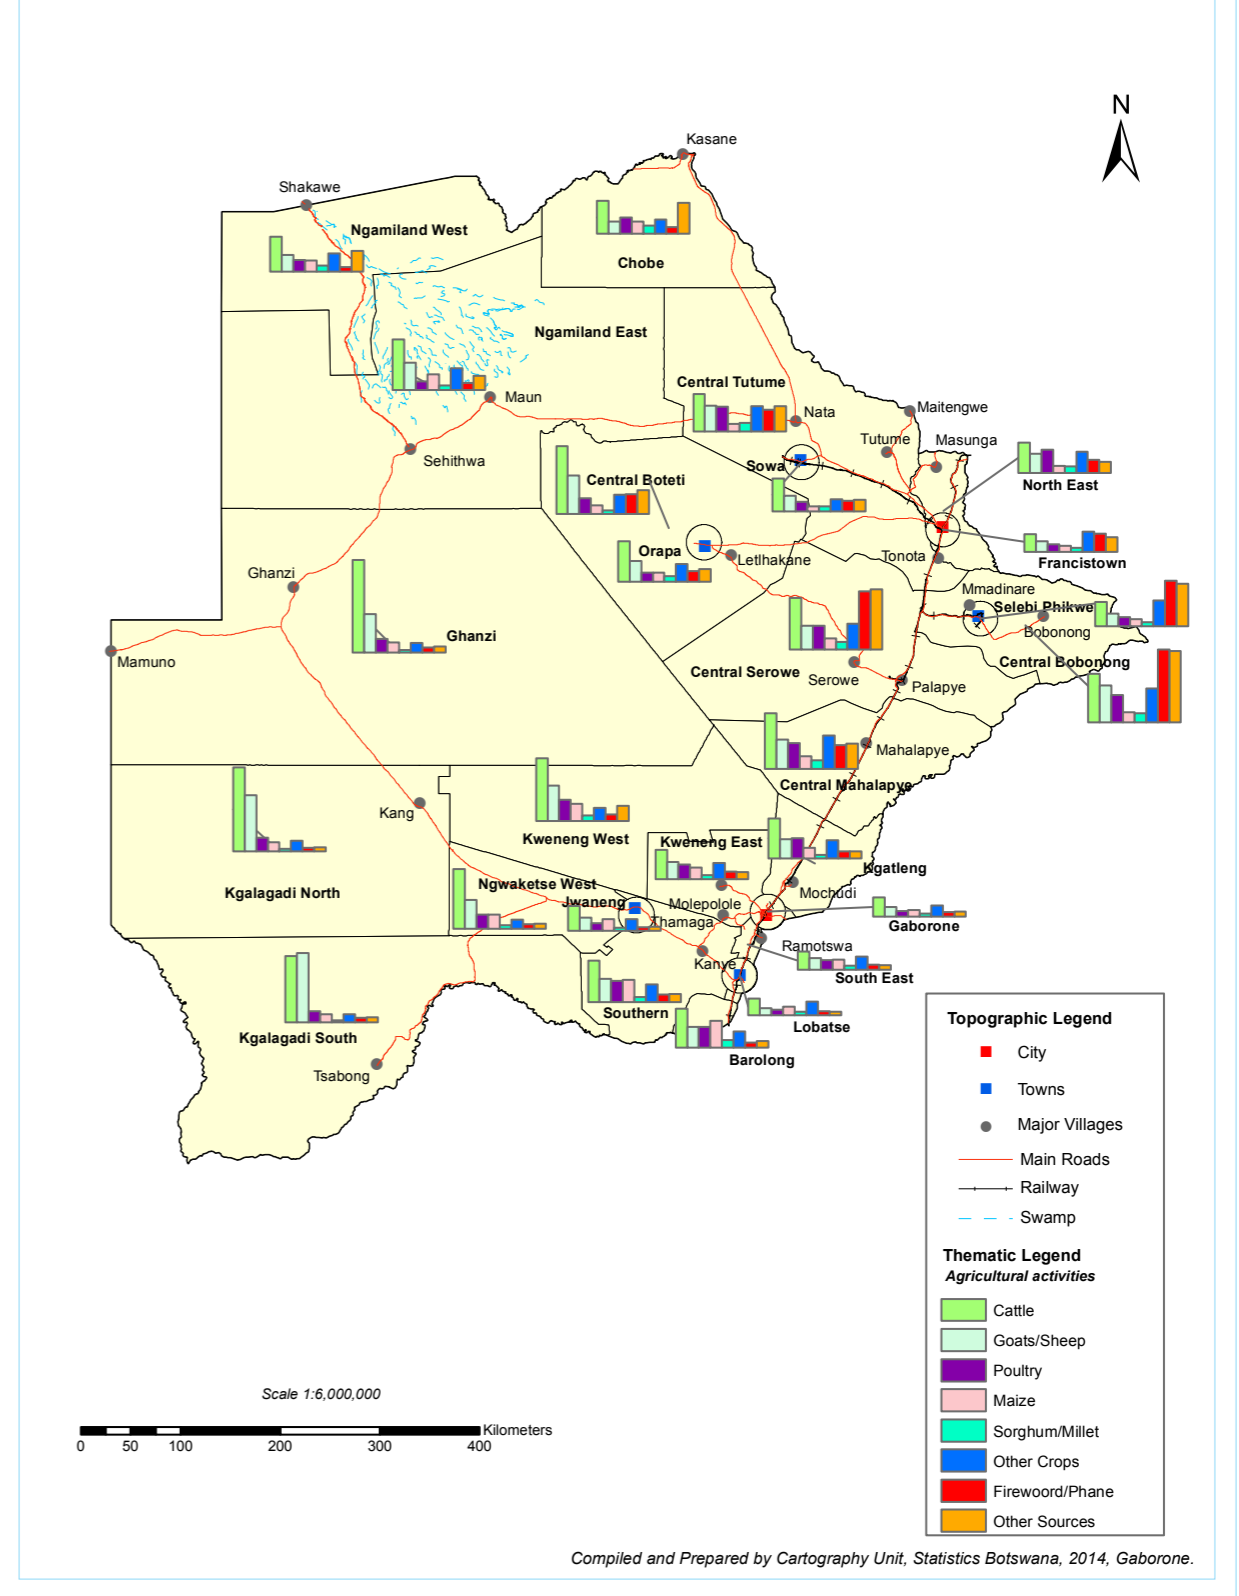 N
Kasane
Shakawe
Ngamiland West
Chobe
Ngamiland East
Central Tutume
Maun
Nata
Maitengwe
Tutume
Masunga
Sehithwa
Sowa
Central Boteti
North East
Orapa
Letlhakane
Tonota
Francistown
Ghanzi
Mmadinare
Selebi Phikwe
Bobonong
Ghanzi
Mamuno
Central Serowe
Serowe
Central Bobonong
Palapye
Mahalapye
Central Mahalapye
Kang
Kweneng West
Kweneng East
Kgatleng
Kgalagadi North
Ngwaketse West
Jwaneng
Molepolole
Mochudi
Thamaga
Gaborone
Ramotswa
Kanye
South East
Southern
Lobatse
Kgalagadi South
Barolong
Tsabong
Topographic Legend
City
Towns
Major Villages
Main Roads
Railway
Swamp
Thematic Legend
Agricultural activities
Cattle
Goats/Sheep
Poultry
Maize
Sorghum/Millet
Other Crops
Firewoord/Phane
Other Sources
Scale 1:6,000,000
Kilometers
0 50 100 200 300 400
Compiled and Prepared by Cartography Unit, Statistics Botswana, 2014, Gaborone.